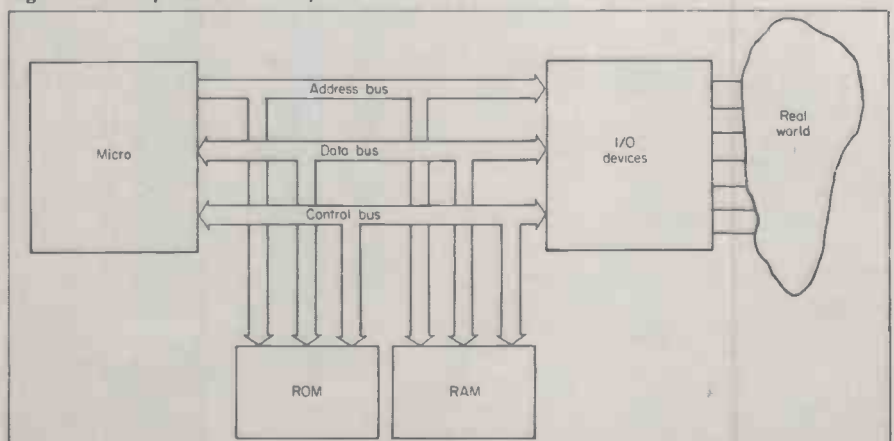 Address bus
Micro
Data bus
Control bus
I/O
devices
Real
world
ROM
RAM